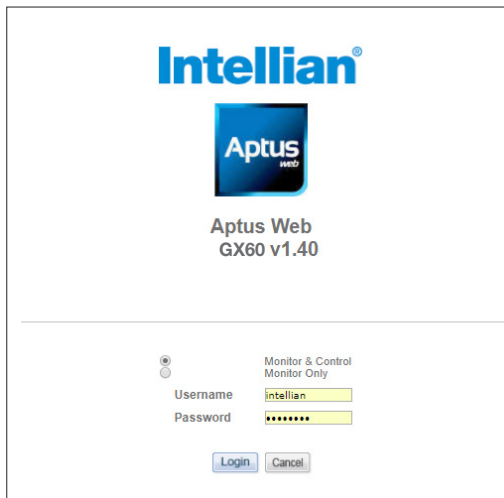 Intellian®
Aptus
web
Aptus Web
GX60 v1.40
Monitor & Control
Monitor Only
Username intellian
Password ••••••••
Login Cancel